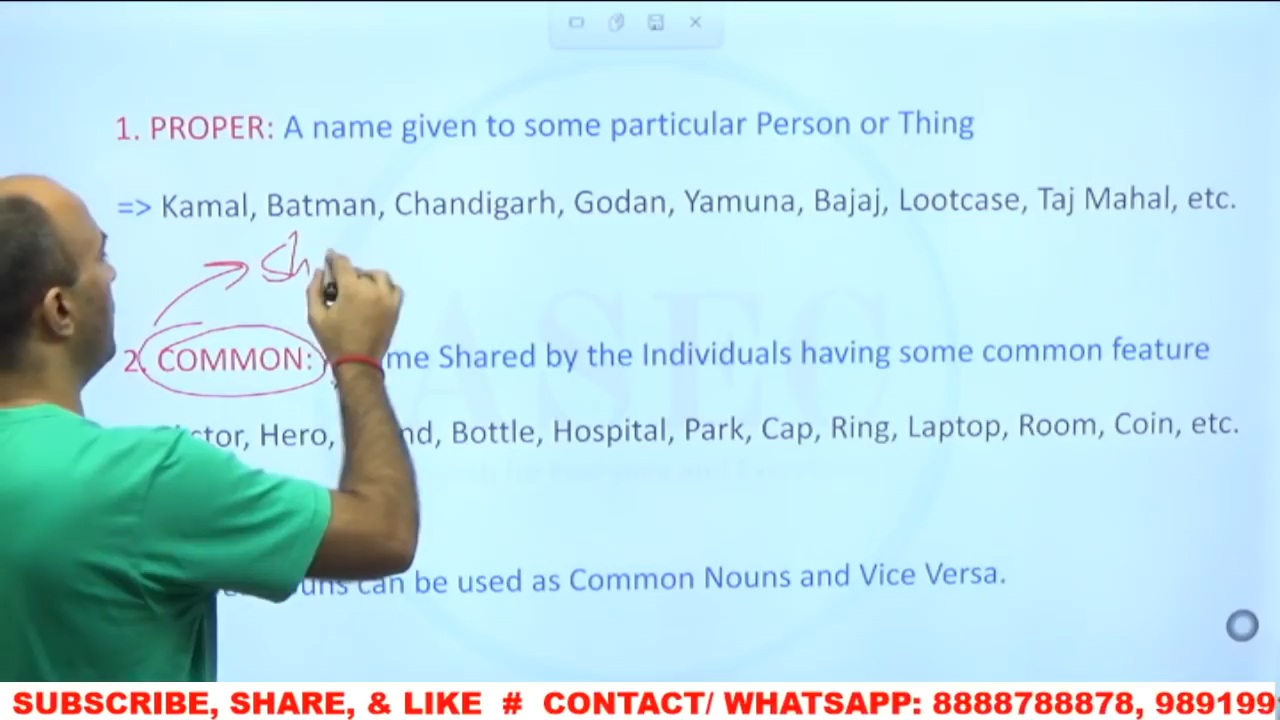 1. PROPER: A name given to some particular Person or Thing
=> Kamal, Batman, Chandigarh, Godan, Yamuna, Bajaj, Lootcase, Taj Mahal, etc.
Sh
2. COMMON: me Shared by the Individuals having some common feature
ctor, Hero, nd, Bottle, Hospital, Park, Cap, Ring, Laptop, Room, Coin, etc.
uns can be used as Common Nouns and Vice Versa.
ASEC
SUBSCRIBE, SHARE, & LIKE # CONTACT/ WHATSAPP: 8888788878, 989199